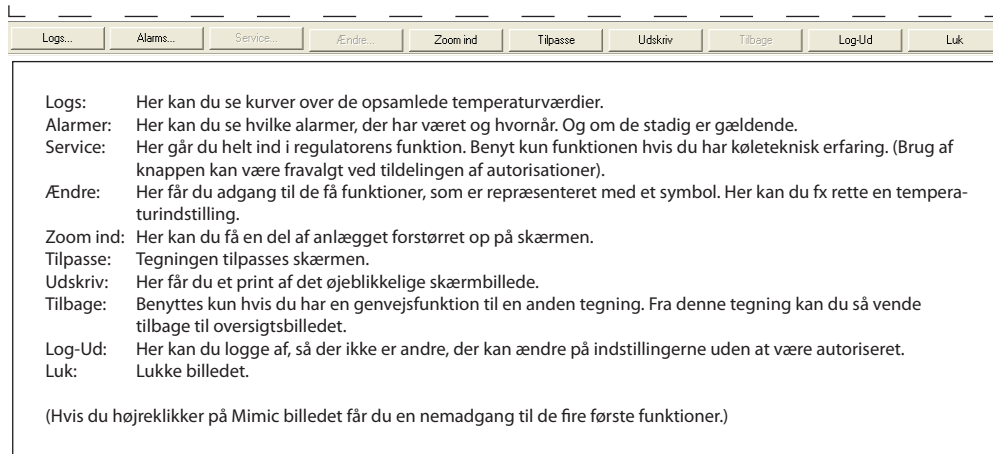 Logs... Alarms... Service... Ændre... Zoom ind Tilpasse Udskriv Tilbage Log-Ud Luk
Logs: Her kan du se kurver over de opsamlede temperaturværdier.
Alarmer: Her kan du se hvilke alarmer, der har været og hvornår. Og om de stadig er gældende.
Service: Her går du helt ind i regulatorens funktion. Benyt kun funktionen hvis du har køleteknisk erfaring. (Brug af
knappen kan være fravalgt ved tildelingen af autorisationer).
Ændre: Her får du adgang til de få funktioner, som er repræsenteret med et symbol. Her kan du fx rette en tempera-
turindstilling.
Zoom ind: Her kan du få en del af anlægget forstørret op på skærmen.
Tilpasse: Tegningen tilpasses skærmen.
Udskriv: Her får du et print af det øjeblikkelige skærmbillede.
Tilbage: Benyttes kun hvis du har en genvejsfunktion til en anden tegning. Fra denne tegning kan du så vende
tilbage til oversigtsbilledet.
Log-Ud: Her kan du logge af, så der ikke er andre, der kan ændre på indstillingerne uden at være autoriseret.
Luk: Lukke billedet.
(Hvis du højreklikker på Mimic billedet får du en nemadgang til de fire første funktioner.)